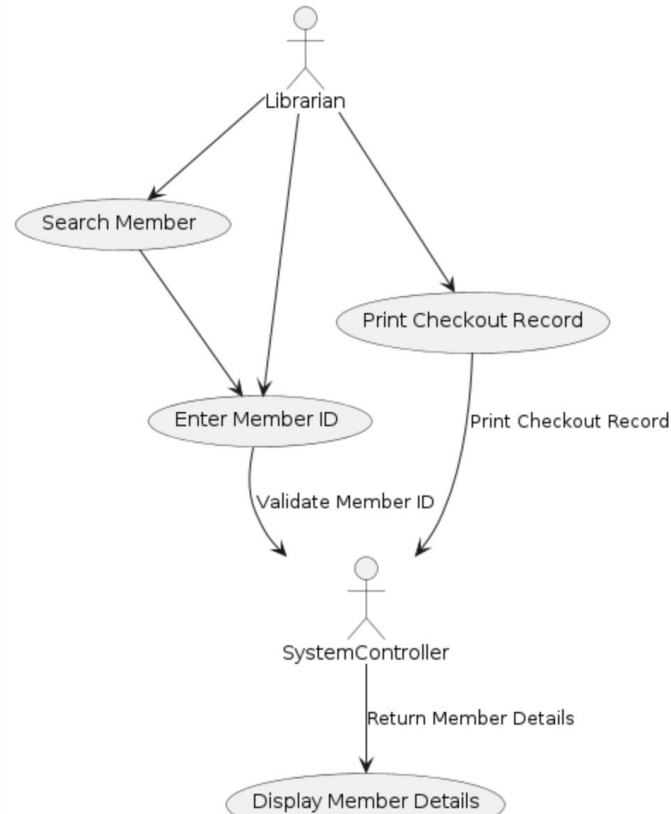 Librarian
Search Member
Print Checkout Record
Enter Member ID
Print Checkout Record
Validate Member ID
SystemController
Return Member Details
Display Member Details